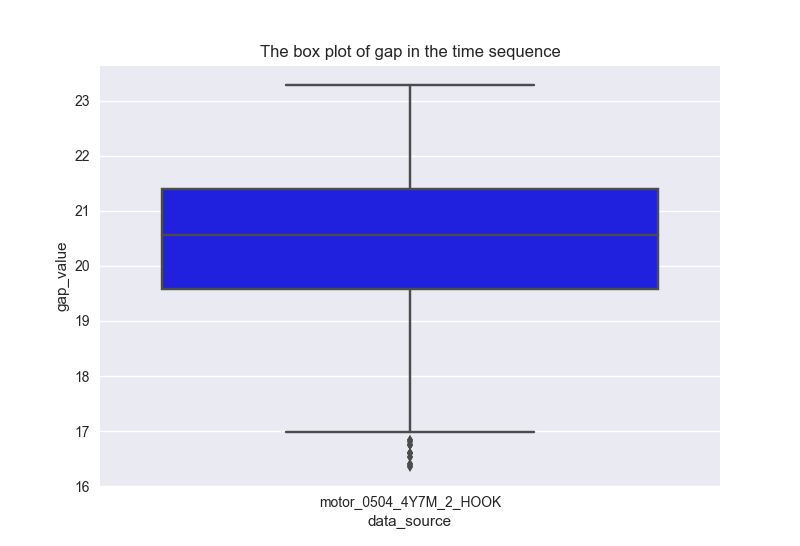 The box plot of gap in the time sequence
23
22
21
20
19
18
17
16
gap_value
motor_0504_4Y7M_2_HOOK
data_source